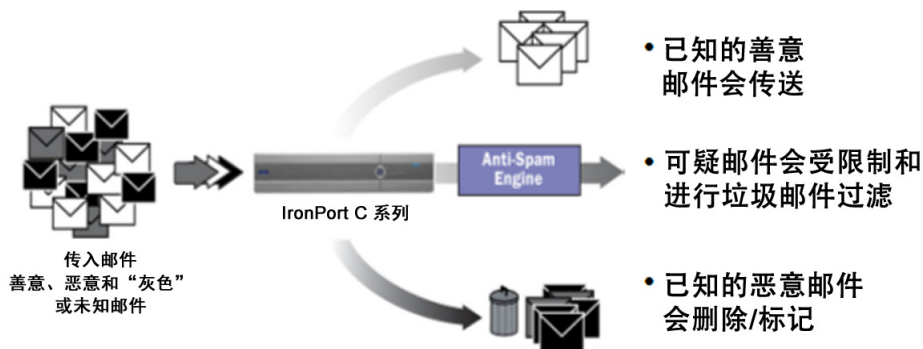 • 已知的善意
邮件会传送
Anti-Spam
Engine
• 可疑邮件会受限制和
进行垃圾邮件过滤
IronPort C 系列
传入邮件
善意、恶意和“灰色”
或未知邮件
• 已知的恶意邮件
会删除/标记